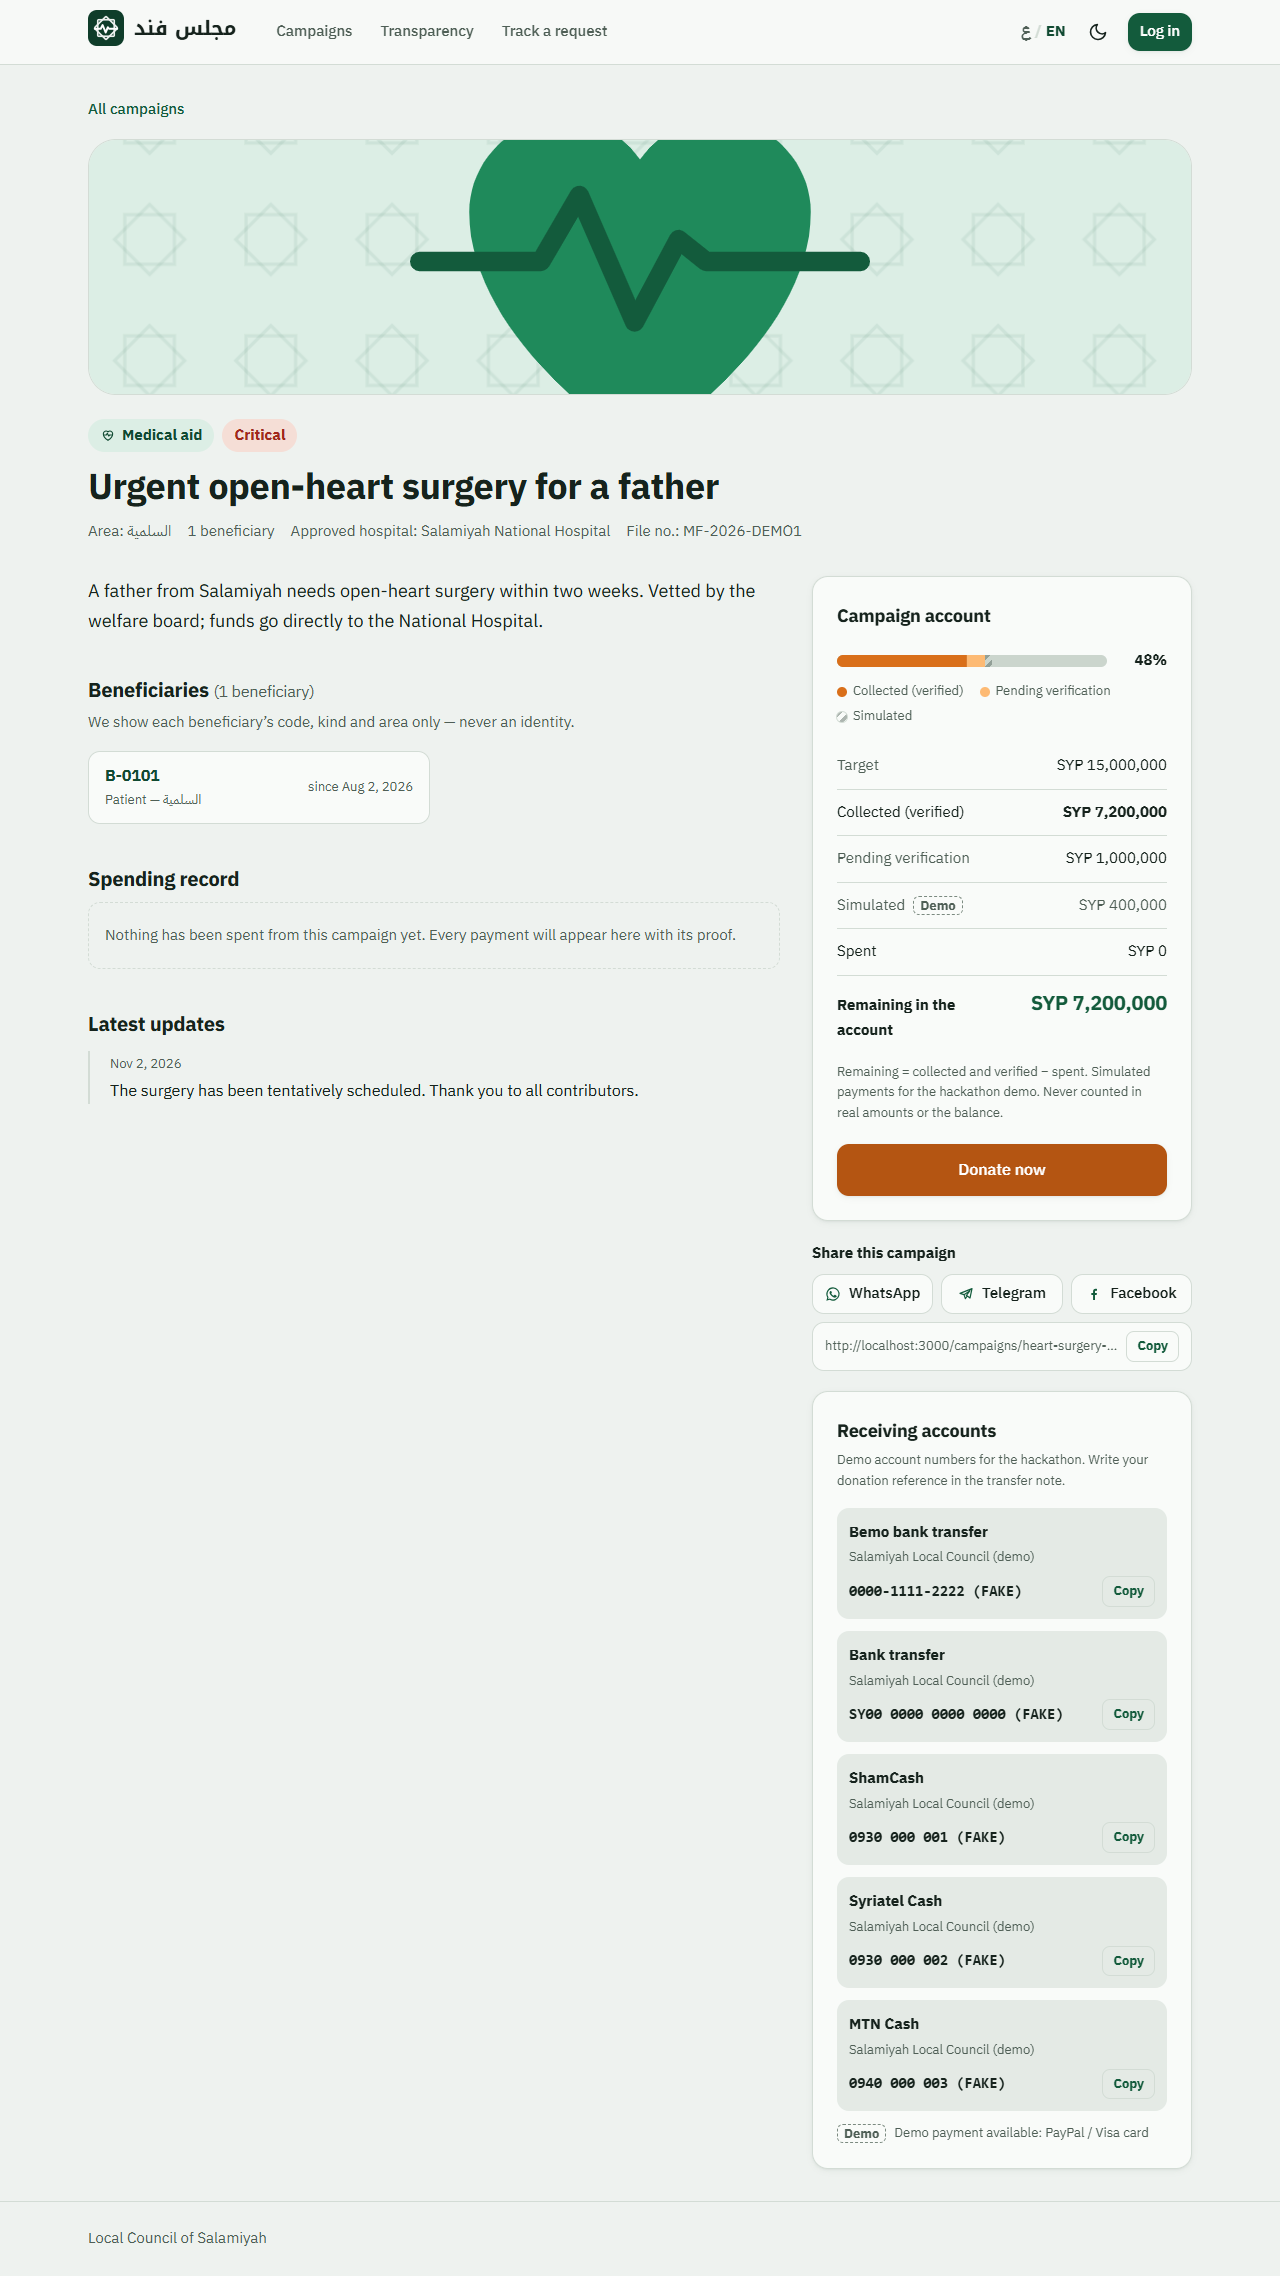 مجلس فند
Campaigns
Transparency
Track a request
ع / EN
Log in
All campaigns
Medical aid
Critical
Urgent open-heart surgery for a father
Area: السلمية 1 beneficiary Approved hospital: Salamiyah National Hospital File no.: MF-2026-DEMO1
A father from Salamiyah needs open-heart surgery within two weeks. Vetted by the
welfare board; funds go directly to the National Hospital.
Beneficiaries (1 beneficiary)
We show each beneficiary’s code, kind and area only — never an identity.
B-0101
Patient — السلمية
since Aug 2, 2026
Spending record
Nothing has been spent from this campaign yet. Every payment will appear here with its proof.
Latest updates
Nov 2, 2026
The surgery has been tentatively scheduled. Thank you to all contributors.
Campaign account
48%
Collected (verified)
Pending verification
Simulated
Target SYP 15,000,000
Collected (verified) SYP 7,200,000
Pending verification SYP 1,000,000
Simulated Demo SYP 400,000
Spent SYP 0
Remaining in the
account
SYP 7,200,000
Remaining = collected and verified − spent. Simulated
payments for the hackathon demo. Never counted in
real amounts or the balance.
Donate now
Share this campaign
WhatsApp
Telegram
Facebook
http://localhost:3000/campaigns/heart-surgery-...
Copy
Receiving accounts
Demo account numbers for the hackathon. Write your
donation reference in the transfer note.
Bemo bank transfer
Salamiyah Local Council (demo)
0000-1111-2222 (FAKE)
Copy
Bank transfer
Salamiyah Local Council (demo)
SY00 0000 0000 0000 (FAKE)
Copy
ShamCash
Salamiyah Local Council (demo)
0930 000 001 (FAKE)
Copy
Syriatel Cash
Salamiyah Local Council (demo)
0930 000 002 (FAKE)
Copy
MTN Cash
Salamiyah Local Council (demo)
0940 000 003 (FAKE)
Copy
Demo Demo payment available: PayPal / Visa card
Local Council of Salamiyah